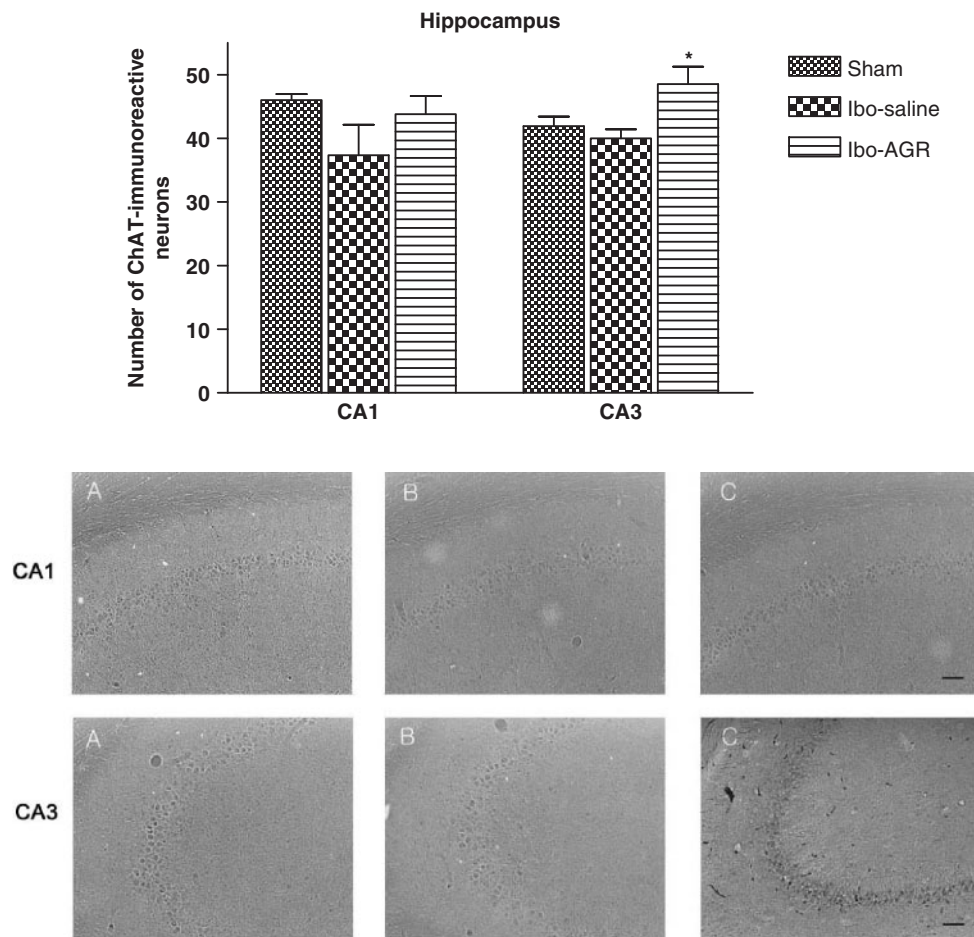 Hippocampus
Number of ChAT-immunoreactive
neurons
50
40
30
20
10
0
*
CA1
CA3
Sham
Ibo-saline
Ibo-AGR
CA1
A
B
C
CA3
A
B
C